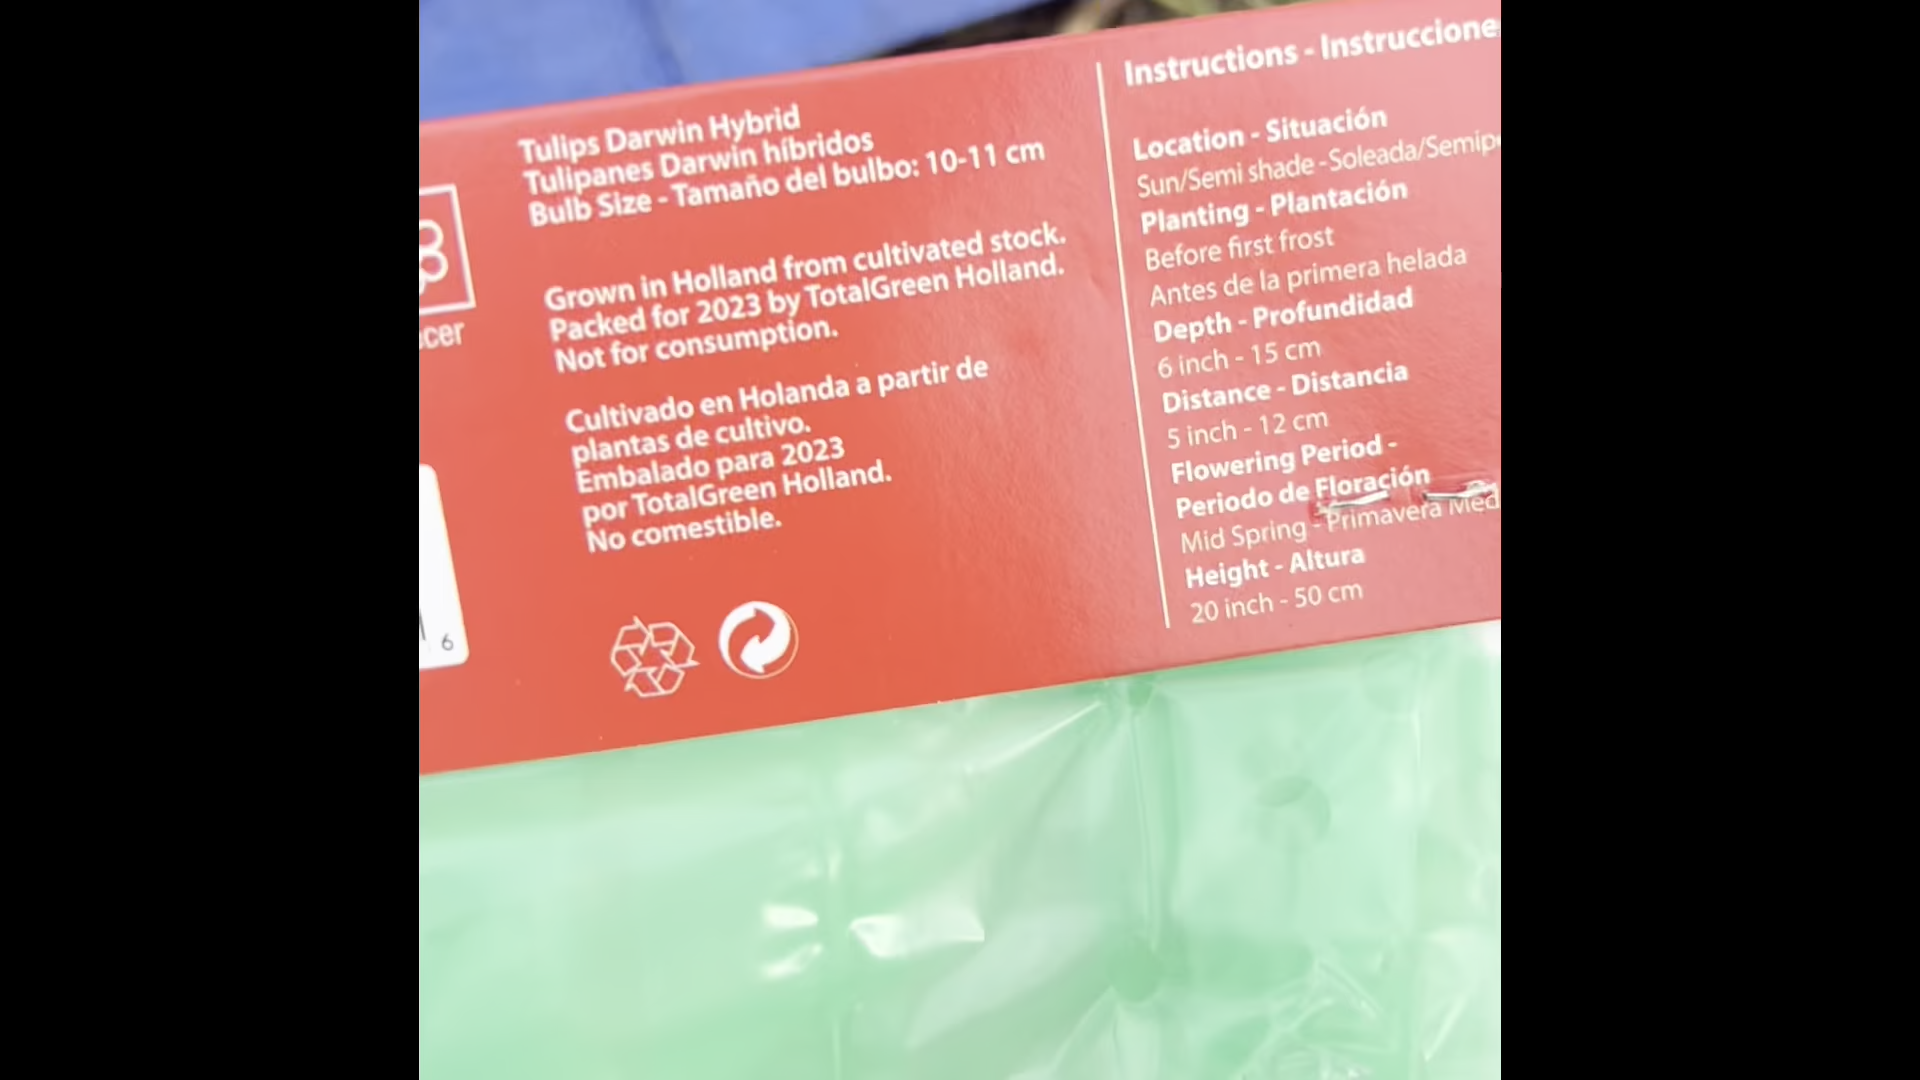 cer
6
Tulips Darwin Hybrid
Tulipanes Darwin híbridos
Bulb Size - Tamaño del bulbo: 10-11 cm
Grown in Holland from cultivated stock.
Packed for 2023 by TotalGreen Holland.
Not for consumption.
Cultivado en Holanda a partir de
plantas de cultivo.
Embalado para 2023
por TotalGreen Holland.
No comestible.
Instructions - Instruccione
Location - Situación
Sun/Semi shade - Soleada/Semip
Planting - Plantación
Before first frost
Antes de la primera helada
Depth - Profundidad
6 inch - 15 cm
Distance - Distancia
5 inch - 12 cm
Flowering Period -
Periodo de Floración
Mid Spring - Primavera Med
Height - Altura
20 inch - 50 cm